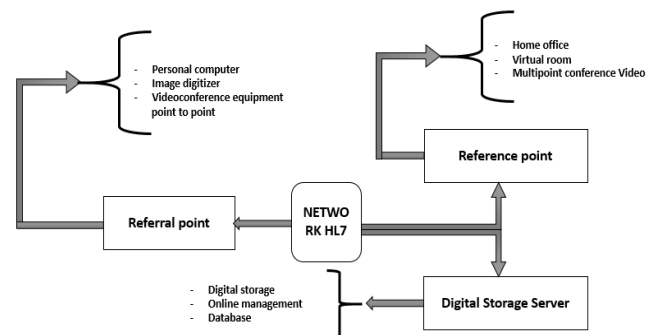 - Personal computer
- Image digitizer
- Videoconference equipment
point to point
- Home office
- Virtual room
- Multipoint conference Video
Reference point
Referral point
NETWO
RK HL7
- Digital storage
- Online management
- Database
Digital Storage Server